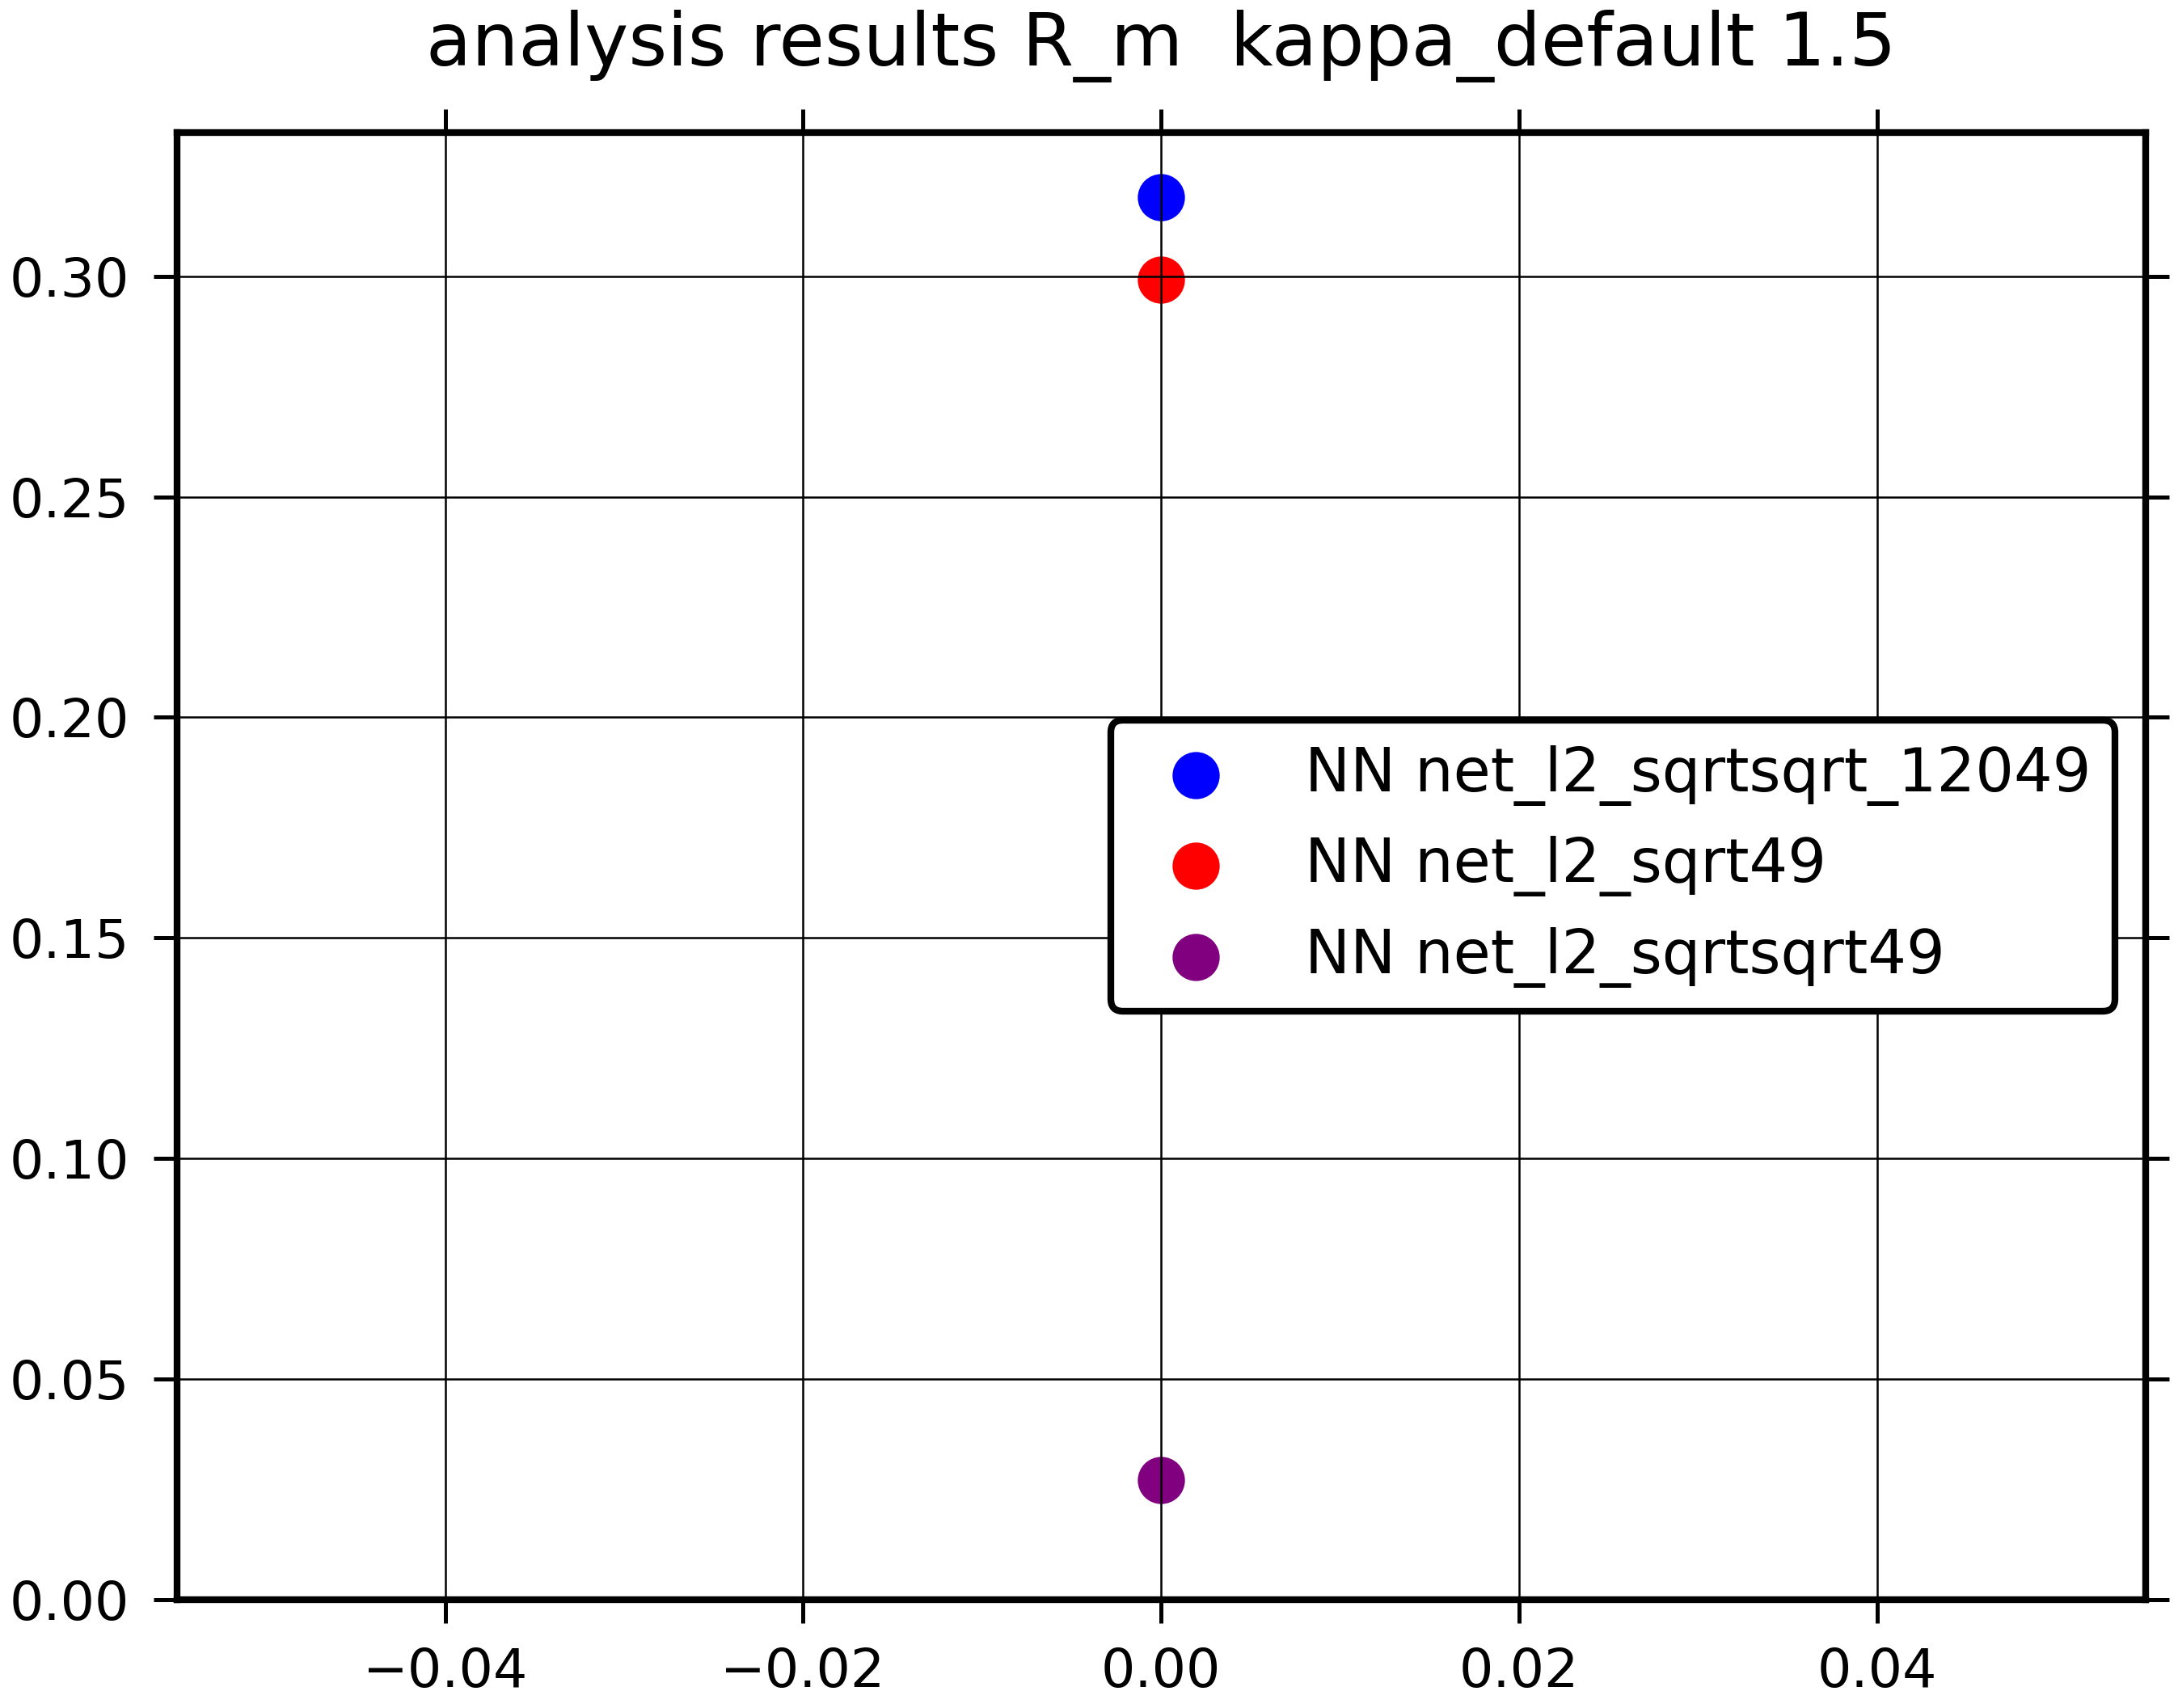 analysis results R_m  kappa_default 1.5
0.30
0.25
0.20
0.15
0.10
0.05
0.00
NN net_l2_sqrtsqrt_12049
NN net_l2_sqrt49
NN net_l2_sqrtsqrt49
−0.04 −0.02 0.00 0.02 0.04